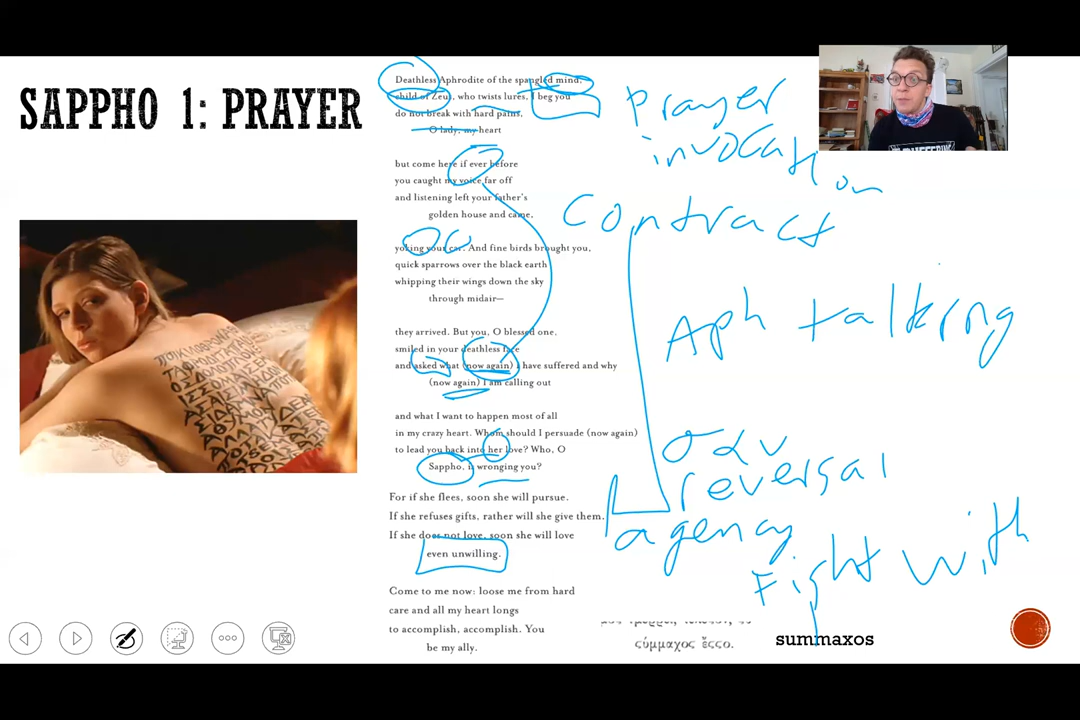 SAPPHO 1: PRAYER
Deathless Aphrodite of the spangled mind,
child of Zeus, who twists lures, I beg you
do not break with hard pains,
O lady, my heart
but come here if ever before
you caught my voice far off
and listening left your father's
golden house and came,
yoking your car. And fine birds brought you,
quick sparrows over the black earth
whipping their wings down the sky
through midair—
they arrived. But you, O blessed one,
smiled in your deathless face
and asked what (now again) I have suffered and why
(now again) I am calling out
and what I want to happen most of all
in my crazy heart. Whom should I persuade (now again)
to lead you back into her love? Who, O
Sappho, is wronging you?
For if she flees, soon she will pursue.
If she refuses gifts, rather will she give them.
If she does not love, soon she will love
even unwilling.
Come to me now: loose me from hard
care and all my heart longs
to accomplish, accomplish. You
be my ally.
Prayer
invocation
contract
Aph talking
reversal
agency
Fight with
σύμμαχος ἔσσο.
summaxos